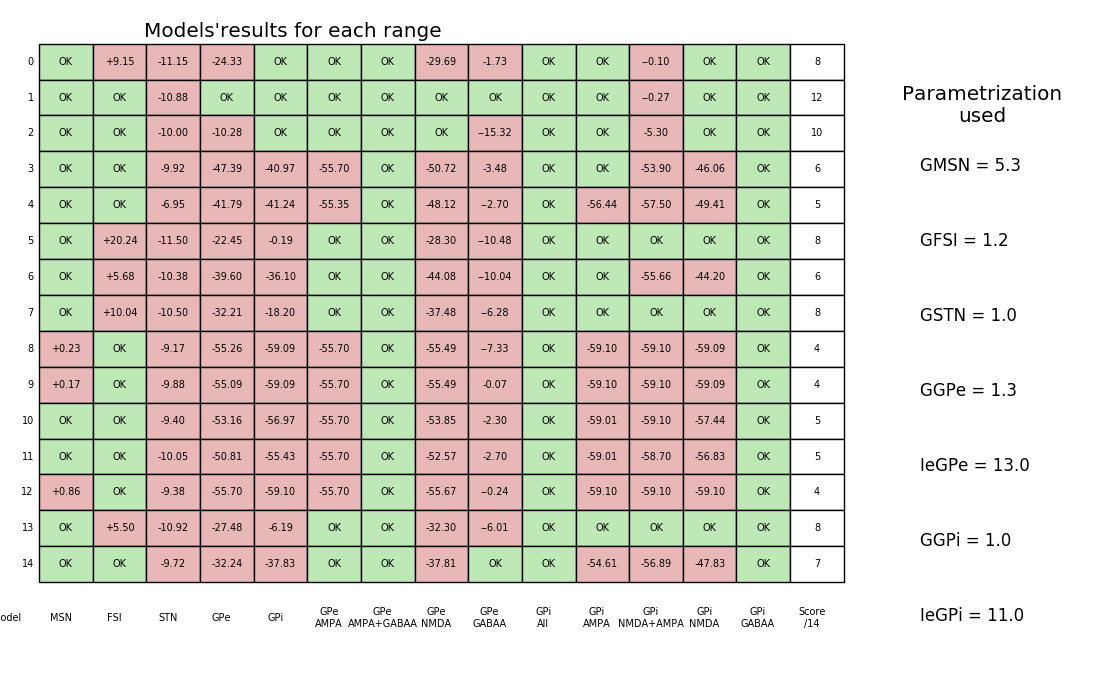 Models'results for each range
0 OK +9.15 -11.15 -24.33 OK OK OK -29.69 -1.73 OK OK −0.10 OK OK 8
1 OK OK -10.88 OK OK OK OK OK OK OK OK −0.27 OK OK 12
2 OK OK -10.00 -10.28 OK OK OK OK −15.32 OK OK -5.30 OK OK 10
3 OK OK -9.92 -47.39 -40.97 -55.70 OK -50.72 -3.48 OK OK -53.90 -46.06 OK 6
4 OK OK -6.95 -41.79 -41.24 -55.35 OK -48.12 −2.70 OK -56.44 -57.50 -49.41 OK 5
5 OK +20.24 -11.50 -22.45 -0.19 OK OK -28.30 −10.48 OK OK OK OK OK 8
6 OK +5.68 -10.38 -39.60 -36.10 OK OK -44.08 −10.04 OK OK -55.66 -44.20 OK 6
7 OK +10.04 -10.50 -32.21 -18.20 OK OK -37.48 −6.28 OK OK OK OK OK 8
8 +0.23 OK -9.17 -55.26 -59.09 -55.70 OK -55.49 −7.33 OK -59.10 -59.10 -59.09 OK 4
9 +0.17 OK -9.88 -55.09 -59.09 -55.70 OK -55.49 -0.07 OK -59.10 -59.10 -59.09 OK 4
10 OK OK -9.40 -53.16 -56.97 -55.70 OK -53.85 -2.30 OK -59.01 -59.10 -57.44 OK 5
11 OK OK -10.05 -50.81 -55.43 -55.70 OK -52.57 -2.70 OK -59.01 -58.70 -56.83 OK 5
12 +0.86 OK -9.38 -55.70 -59.10 -55.70 OK -55.67 −0.24 OK -59.10 -59.10 -59.10 OK 4
13 OK +5.50 -10.92 -27.48 -6.19 OK OK -32.30 −6.01 OK OK OK OK OK 8
14 OK OK -9.72 -32.24 -37.83 OK OK -37.81 OK OK -54.61 -56.89 -47.83 OK 7
odel MSN FSI STN GPe GPi GPe GPe GPe GPe GPi GPi GPi GPi GPi Score
AMPA AMPA+GABAA NMDA GABAA All AMPA NMDA+AMPA NMDA GABAA /14
Parametrization
used
GMSN = 5.3
GFSI = 1.2
GSTN = 1.0
GGPe = 1.3
IeGPe = 13.0
GGPi = 1.0
IeGPi = 11.0